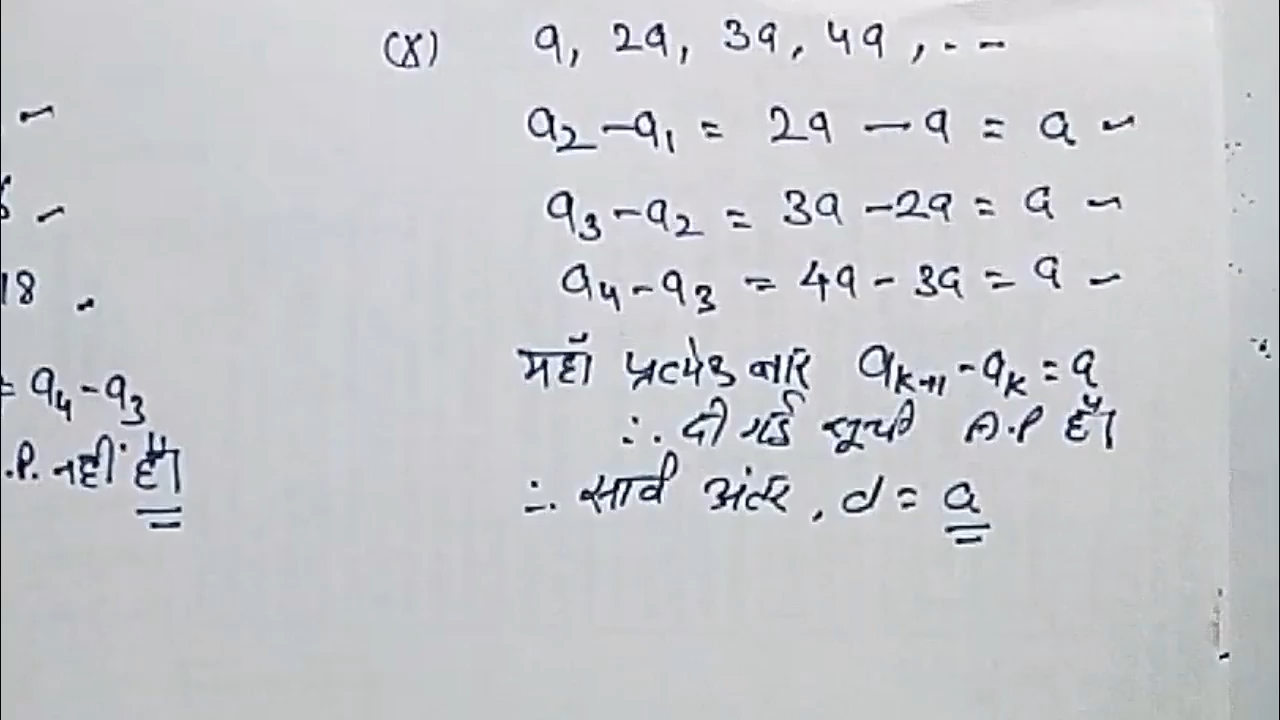 (x) a, 2a, 3a, 4a, . - -
a₂ - a₁ = 2a - a = a
a₃ - a₂ = 3a - 2a = a
a₄ - a₃ = 4a - 3a = a
यहाँ प्रत्येक बार aₖ₊₁ - aₖ = a
∴ दी गई सूची A.P है।
∴ सार्व अंतर, d = a
18
= a₄ - a₃
.P. नहीं है।